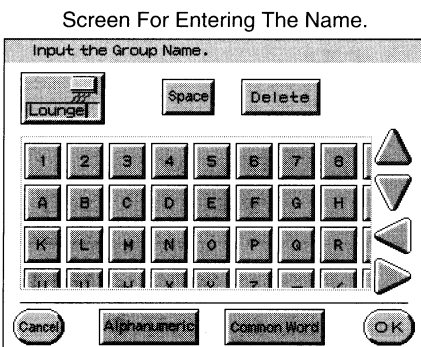 Screen For Entering The Name.
Input the Group Name.
Lounge
Space Delete
1 2 3 4 5 6 7 8
A B C D E F G H
K L M N O P Q R
U V W X Y Z
Cancel Alphanumeric Common Word OK